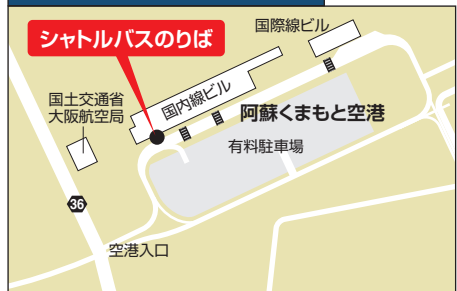 国際線ビル
シャトルバスのりば
国内線ビル
国土交通省
大阪航空局
阿蘇くまもと空港
有料駐車場
36
空港入口